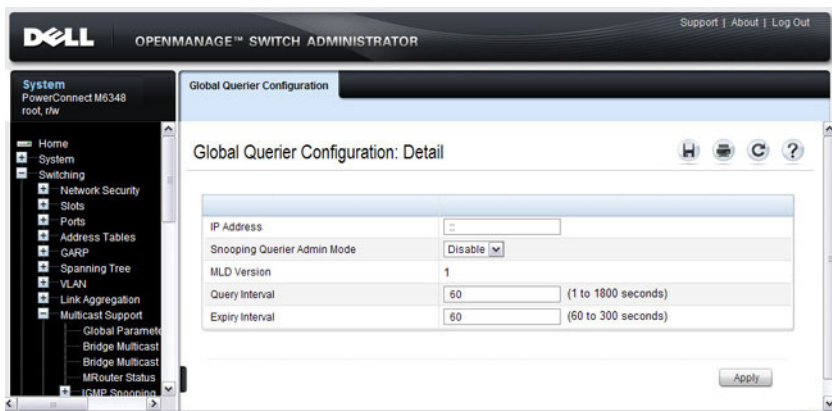 Support | About | Log Out
DELL OPENMANAGE™ SWITCH ADMINISTRATOR
System
PowerConnect M6348
root, r/w
Home
System
Switching
Network Security
Slots
Ports
Address Tables
GARP
Spanning Tree
VLAN
Link Aggregation
Multicast Support
Global Paramete
Bridge Multicast
Bridge Multicast
MRouter Status
IGMP Snooping
Global Querier Configuration
Global Querier Configuration: Detail
IP Address ::
Snooping Querier Admin Mode Disable
MLD Version 1
Query Interval 60 (1 to 1800 seconds)
Expiry Interval 60 (60 to 300 seconds)
Apply